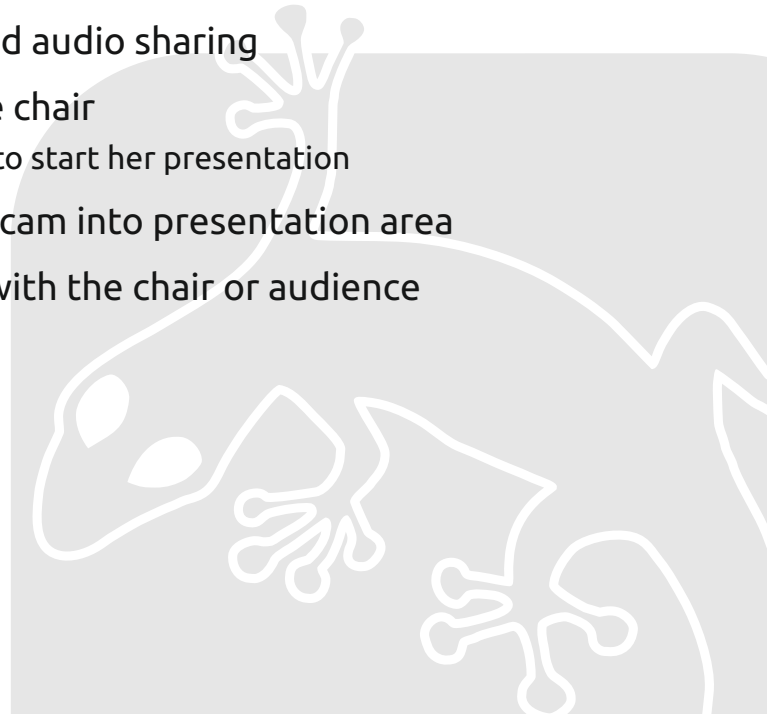 d audio sharing
chair
to start her presentation
cam into presentation area
with the chair or audience